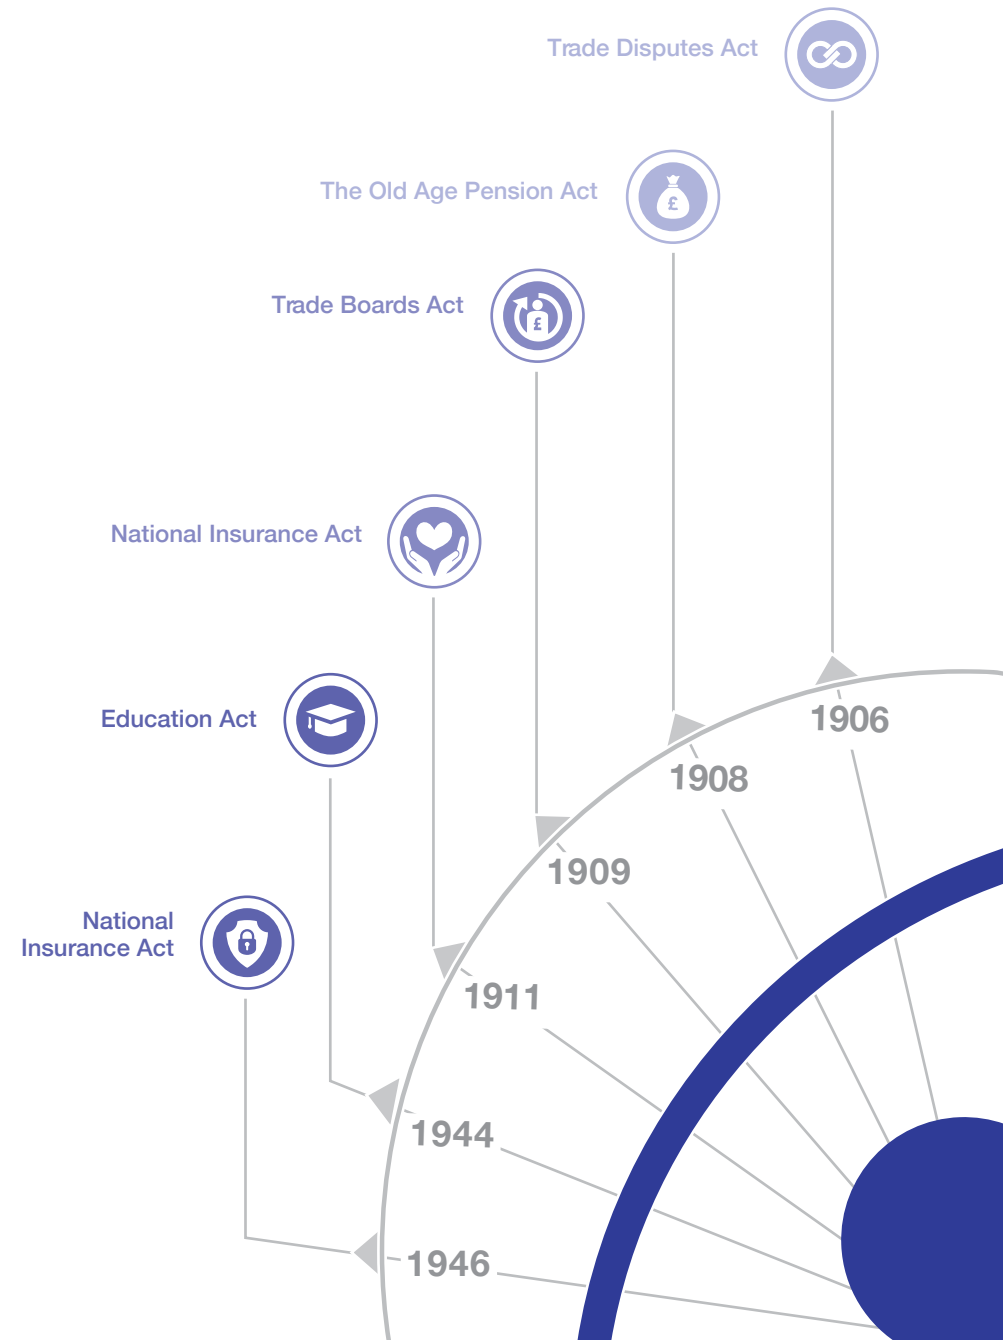 Trade Disputes Act
The Old Age Pension Act
£
Trade Boards Act
£
National Insurance Act
Education Act
National
Insurance Act
1906
1908
1909
1911
1944
1946